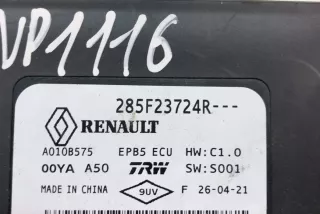 VP1116
285F23724R---
RENAULT
A010B575 EPB5 ECU HW:C1.0
00YA A50 TRW SW:S001
MADE IN CHINA 9UV F 26-04-21